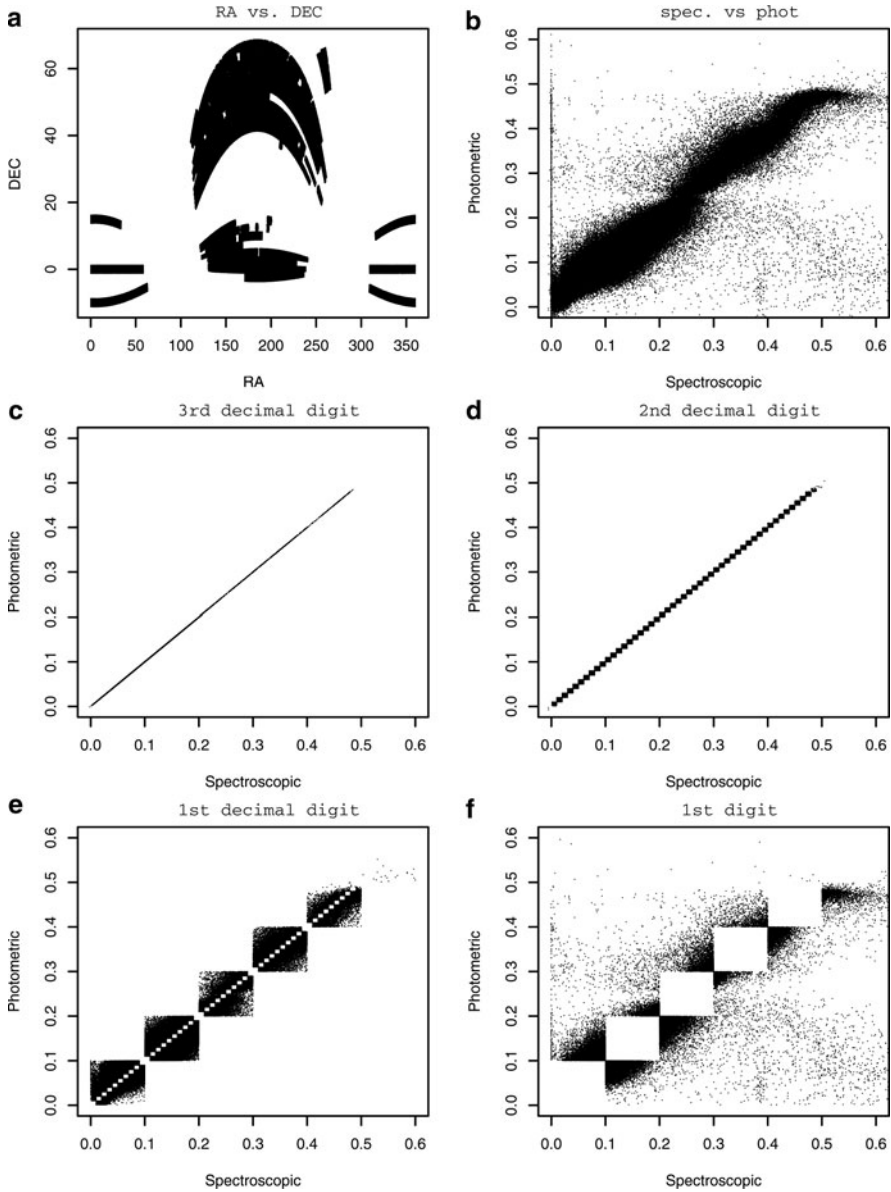 a
RA vs. DEC
DEC
60
40
20
0
0 50 100 150 200 250 300 350
RA
b
spec. vs phot
Photometric
0.6
0.5
0.4
0.3
0.2
0.1
0.0
0.0 0.1 0.2 0.3 0.4 0.5 0.6
Spectroscopic
c
3rd decimal digit
Photometric
0.6
0.5
0.4
0.3
0.2
0.1
0.0
0.0 0.1 0.2 0.3 0.4 0.5 0.6
Spectroscopic
d
2nd decimal digit
Photometric
0.6
0.5
0.4
0.3
0.2
0.1
0.0
0.0 0.1 0.2 0.3 0.4 0.5 0.6
Spectroscopic
e
1st decimal digit
Photometric
0.6
0.5
0.4
0.3
0.2
0.1
0.0
0.0 0.1 0.2 0.3 0.4 0.5 0.6
Spectroscopic
f
1st digit
Photometric
0.6
0.5
0.4
0.3
0.2
0.1
0.0
0.0 0.1 0.2 0.3 0.4 0.5 0.6
Spectroscopic